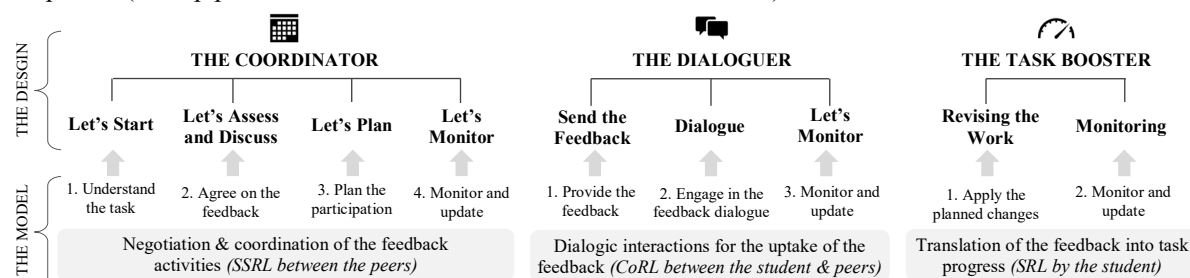 THE DESGIN
THE COORDINATOR
Let's Start
Let's Assess
and Discuss
Let's Plan
Let's
Monitor
THE DIALOGUER
Send the
Feedback
Dialogue
Let's
Monitor
THE TASK BOOSTER
Revising the
Work
Monitoring
THE MODEL
1. Understand
the task
2. Agree on the
feedback
3. Plan the
participation
4. Monitor and
update
1. Provide the
feedback
2. Engage in the
feedback dialogue
3. Monitor and
update
1. Apply the
planned changes
2. Monitor and
update
Negotiation & coordination of the feedback
activities (SSRL between the peers)
Dialogic interactions for the uptake of the
feedback (CoRL between the student & peers)
Translation of the feedback into task
progress (SRL by the student)